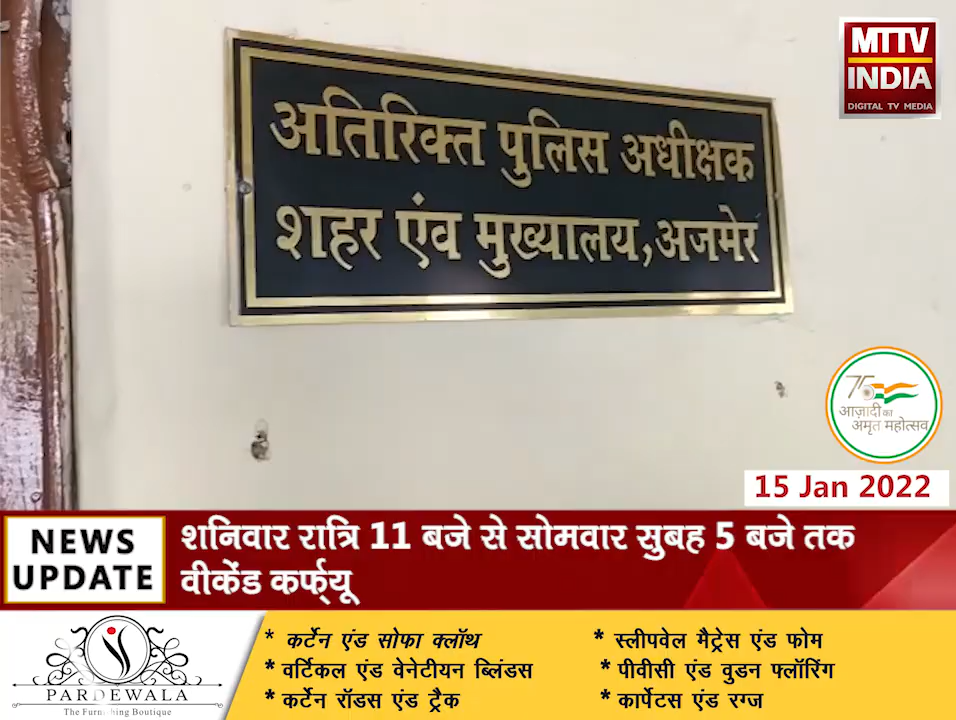 MTTV
INDIA
DIGITAL TV MEDIA
अतिरिक्त पुलिस अधीक्षक
शहर एंव मुख्यालय,अजमेर
75
आज़ादी का
अमृत महोत्सव
15 Jan 2022
NEWS
UPDATE
शनिवार रात्रि 11 बजे से सोमवार सुबह 5 बजे तक
वीकेंड कर्फ्यू
PARDEWALA
The Furnishing Boutique
* कर्टेन एंड सोफा क्लॉथ
* वर्टिकल एंड वेनेटीयन ब्लिंडस
* कर्टेन रॉडस एंड ट्रैक
* स्लीपवेल मैट्रेस एंड फोम
* पीवीसी एंड वुडन फ्लॉरिंग
* कार्पेटस एंड रग्ज